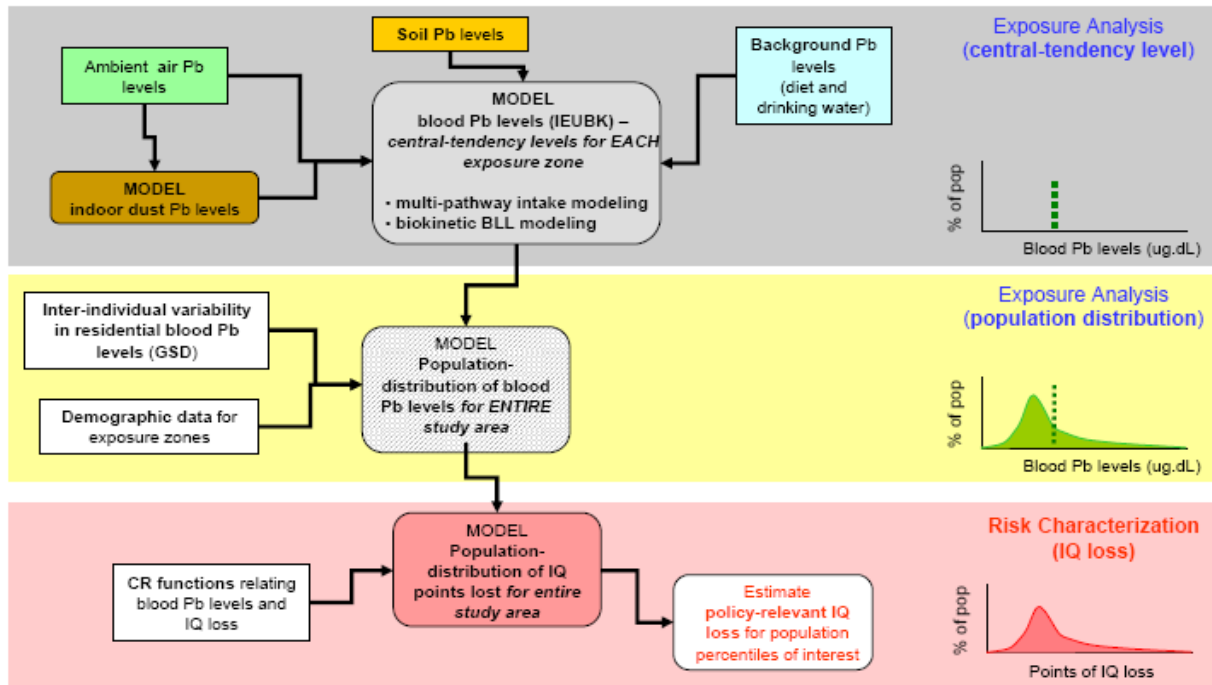 Soil Pb levels
Exposure Analysis
(central-tendency level)
Ambient air Pb
levels
Background Pb
levels
(diet and
drinking water)
MODEL
blood Pb levels (IEUBK) –
central-tendency levels for EACH
exposure zone
• multi-pathway intake modeling
• biokinetic BLL modeling
MODEL
indoor dust Pb levels
% of pop
Blood Pb levels (ug.dL)
Exposure Analysis
(population distribution)
Inter-individual variability
in residential blood Pb
levels (GSD)
MODEL
Population-
distribution of blood
Pb levels for ENTIRE
study area
Demographic data for
exposure zones
% of pop
Blood Pb levels (ug.dL)
Risk Characterization
(IQ loss)
MODEL
Population-
distribution of IQ
points lost for entire
study area
CR functions relating
blood Pb levels and
IQ loss
Estimate
policy-relevant IQ
loss for population
percentiles of interest
% of pop
Points of IQ loss